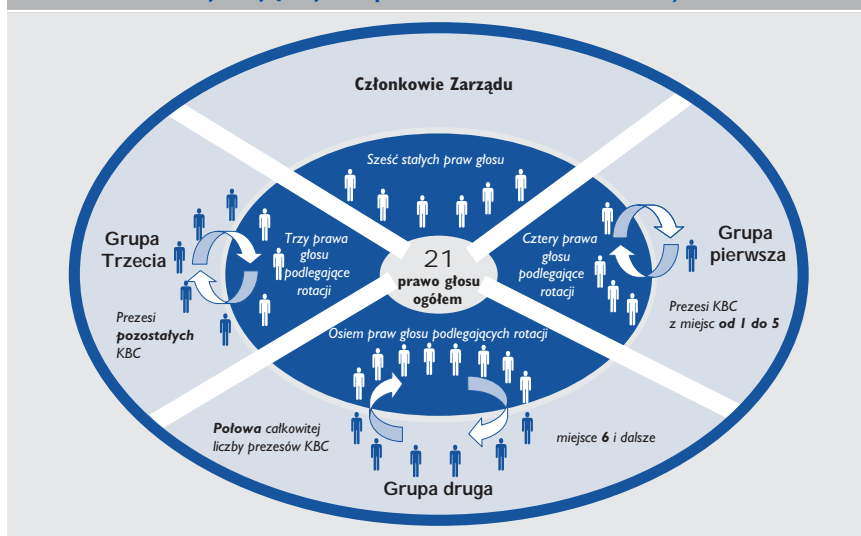 Członkowie Zarządu
Sześć stałych praw głosu
Grupa
Trzecia
Trzy prawa
głosu
podlegające
rotacji
21
prawo głosu
ogółem
Cztery prawa
głosu
podlegające
rotacji
Grupa
pierwsza
Prezesi
pozostałych
KBC
Prezesi KBC
z miejsc od 1 do 5
Osiem praw głosu podlegających rotacji
Połowa całkowitej
liczby prezesów KBC
miejsce 6 i dalsze
Grupa druga